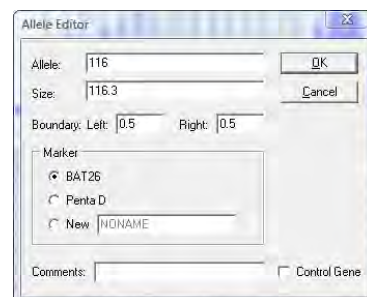 Allele Editor
Allele: 116 OK
Size: 116.3 Cancel
Boundary: Left: 0.5 Right: 0.5
Marker
BAT26
Penta D
New NONAME
Comments: Control Gene